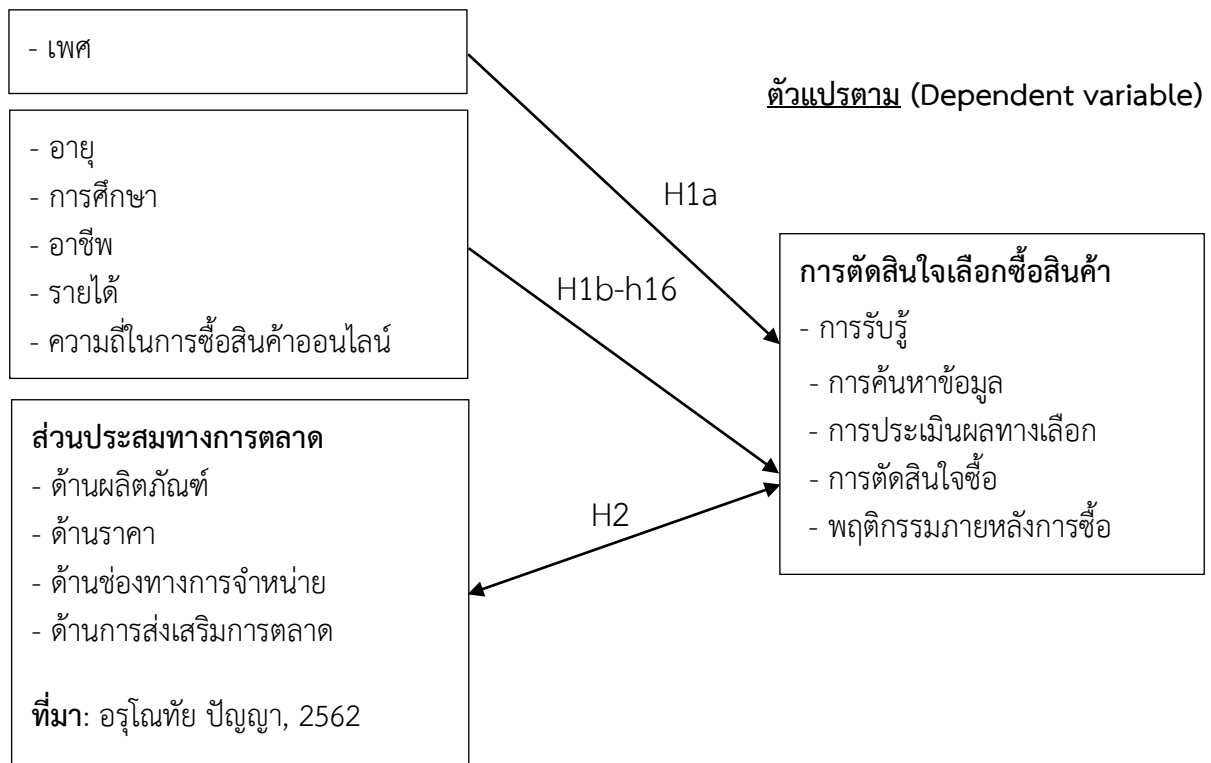 - เพศ
ตัวแปรตาม (Dependent variable)
- อายุ
- การศึกษา
- อาชีพ
- รายได้
- ความถี่ในการซื้อสินค้าออนไลน์
H1a
H1b-h16
การตัดสินใจเลือกซื้อสินค้า
- การรับรู้
- การค้นหาข้อมูล
- การประเมินผลทางเลือก
- การตัดสินใจซื้อ
- พฤติกรรมภายหลังการซื้อ
H2
ส่วนประสมทางการตลาด
- ด้านผลิตภัณฑ์
- ด้านราคา
- ด้านช่องทางการจำหน่าย
- ด้านการส่งเสริมการตลาด
ที่มา: อรุโณทัย ปัญญา, 2562